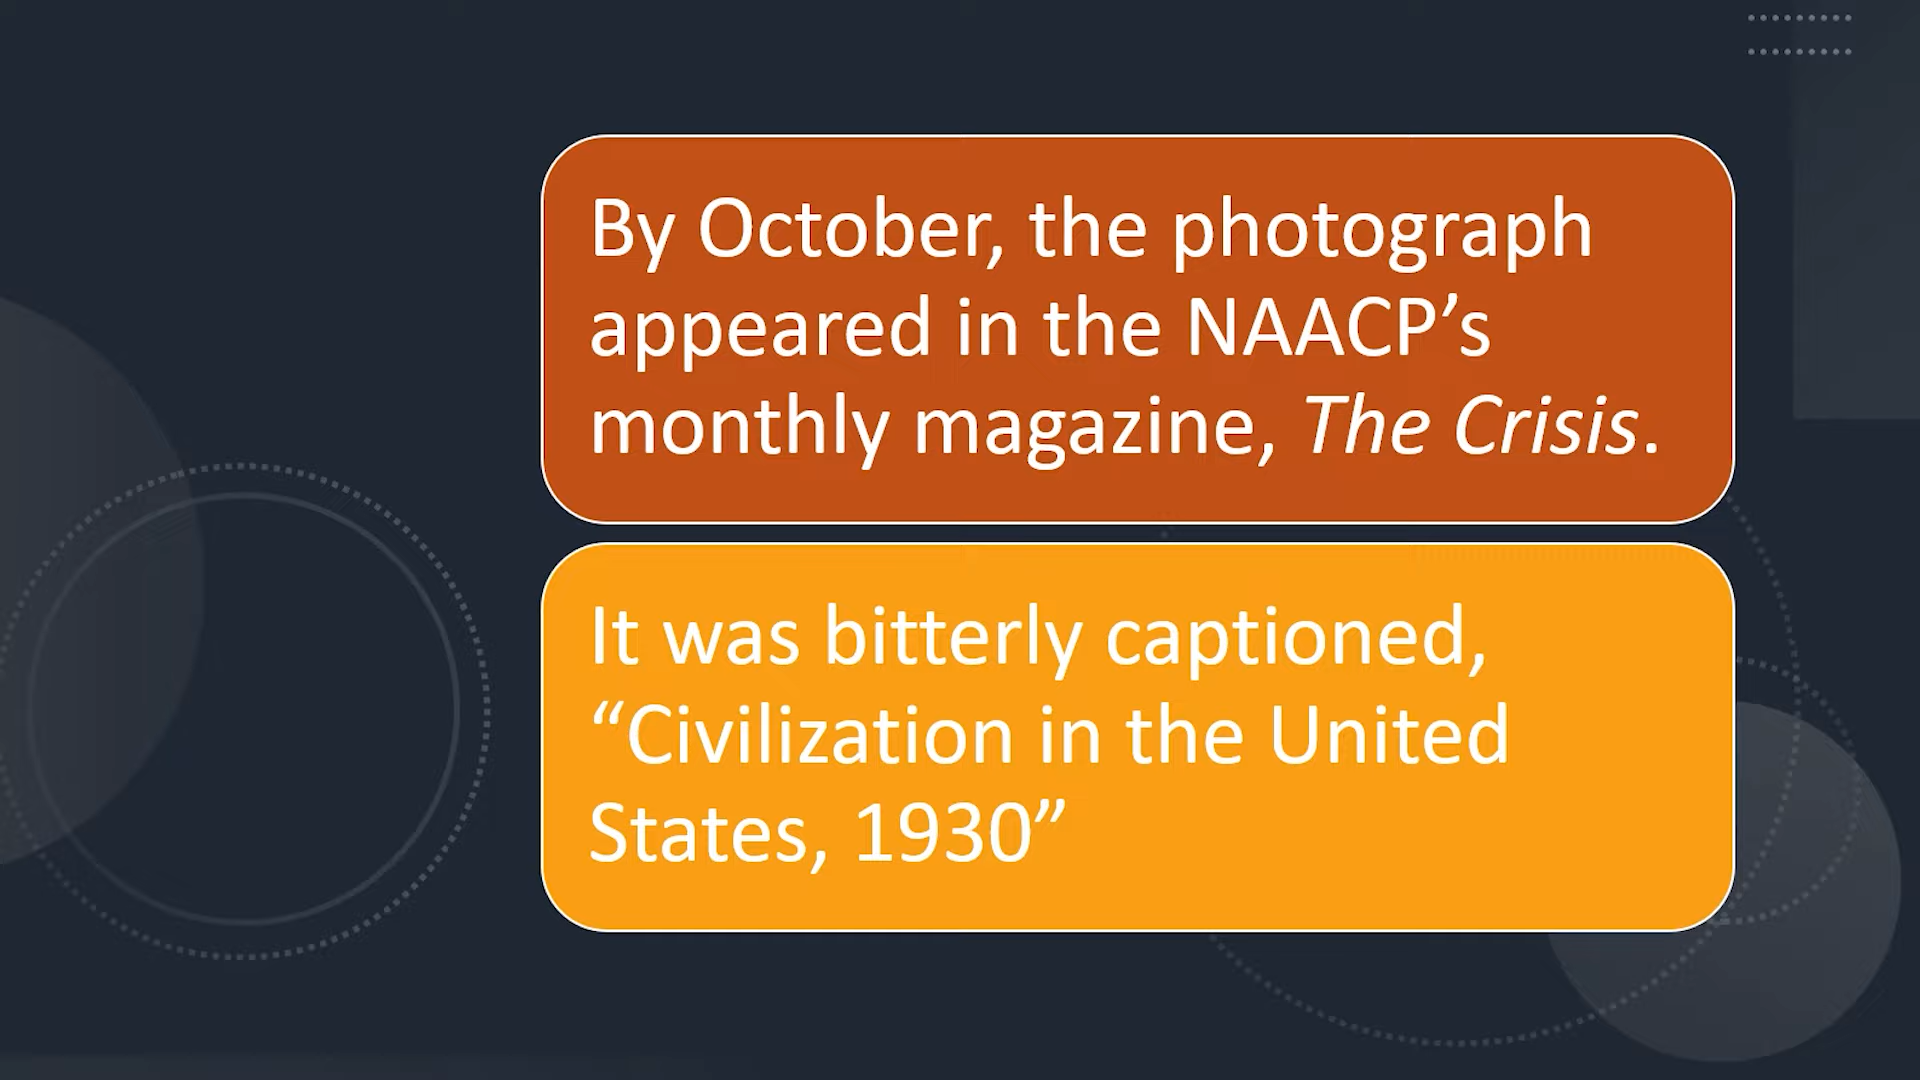 By October, the photograph
appeared in the NAACP’s
monthly magazine, The Crisis.
It was bitterly captioned,
“Civilization in the United
States, 1930”